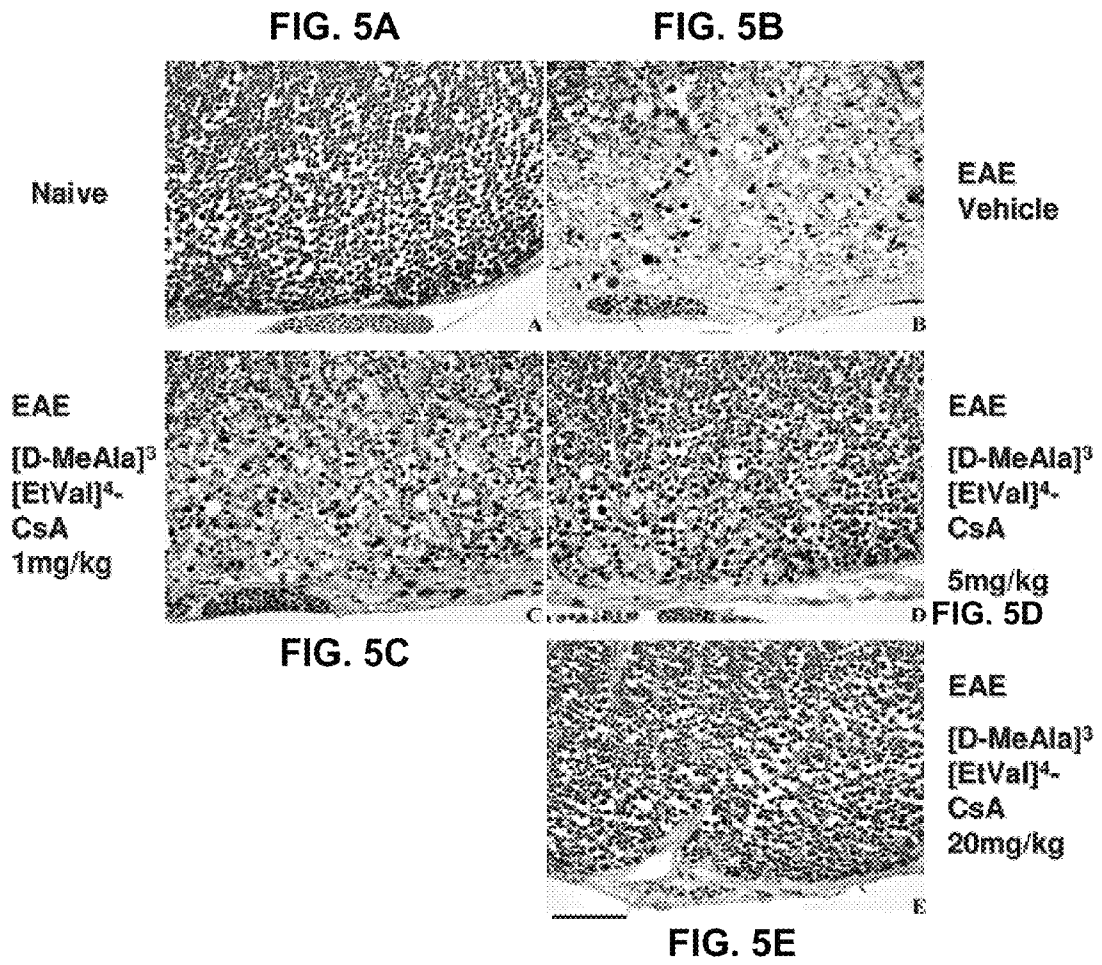 FIG. 5A
FIG. 5B
Naive
EAE
Vehicle
A
B
EAE
[D-MeAla]³
[EtVal]⁴-
CsA
1mg/kg
C
FIG. 5C
EAE
[D-MeAla]³
[EtVal]⁴-
CsA
5mg/kg
D
FIG. 5D
EAE
[D-MeAla]³
[EtVal]⁴-
CsA
20mg/kg
E
FIG. 5E